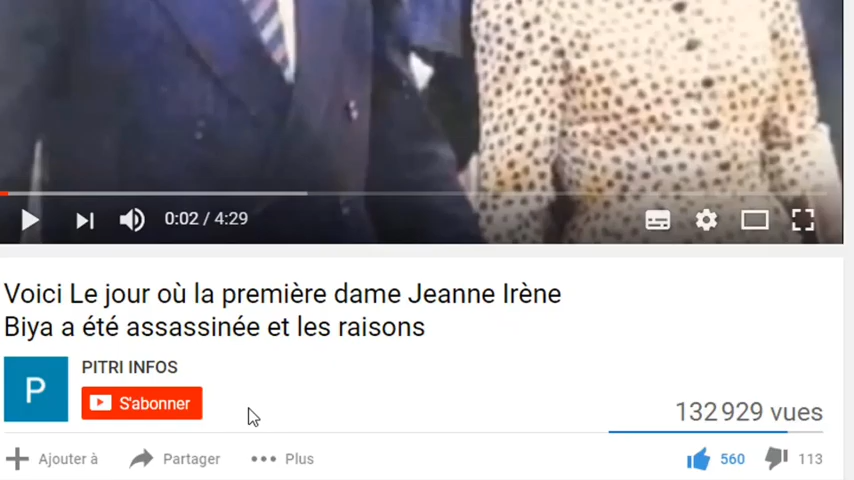 0:02 / 4:29
Voici Le jour où la première dame Jeanne Irène
Biya a été assassinée et les raisons
P
PITRI INFOS
S'abonner
132 929 vues
Ajouter à
Partager
Plus
560
113